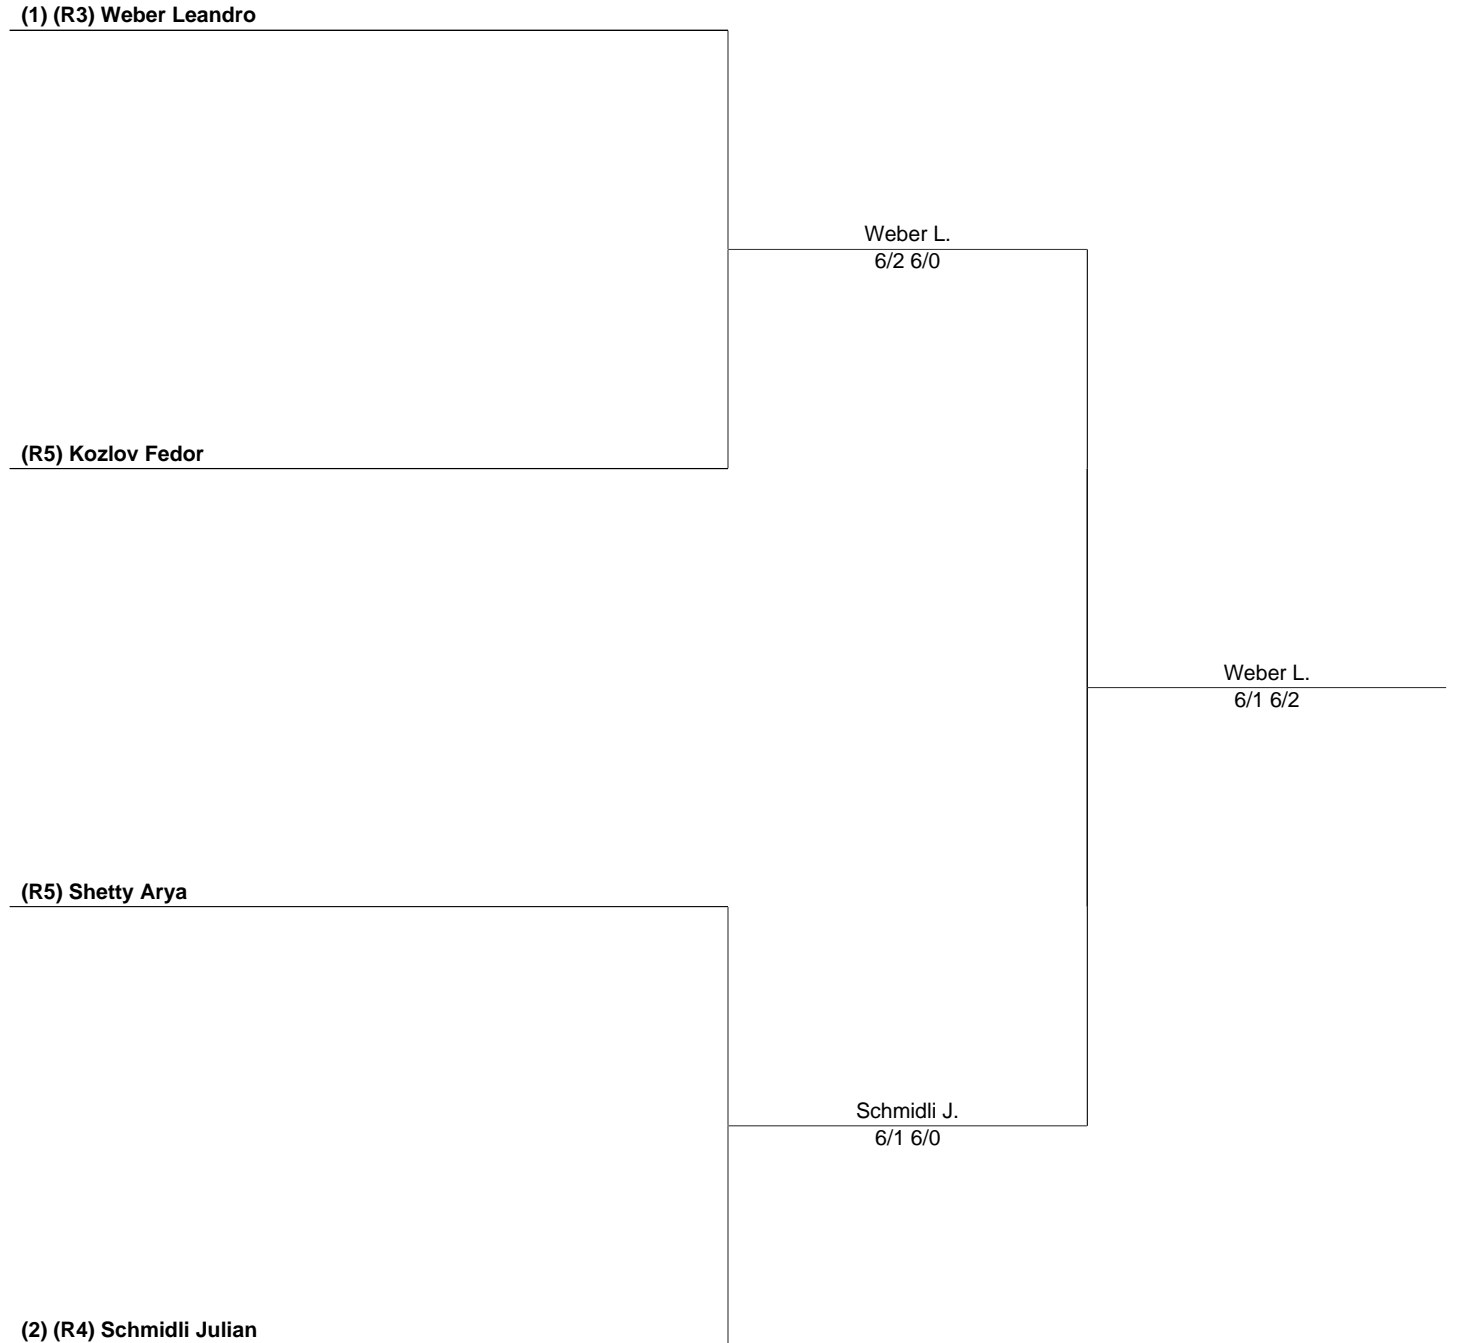 (1) (R3) Weber Leandro
Weber L.
6/2 6/0
(R5) Kozlov Fedor
Weber L.
6/1 6/2
(R5) Shetty Arya
Schmidli J.
6/1 6/0
(2) (R4) Schmidli Julian